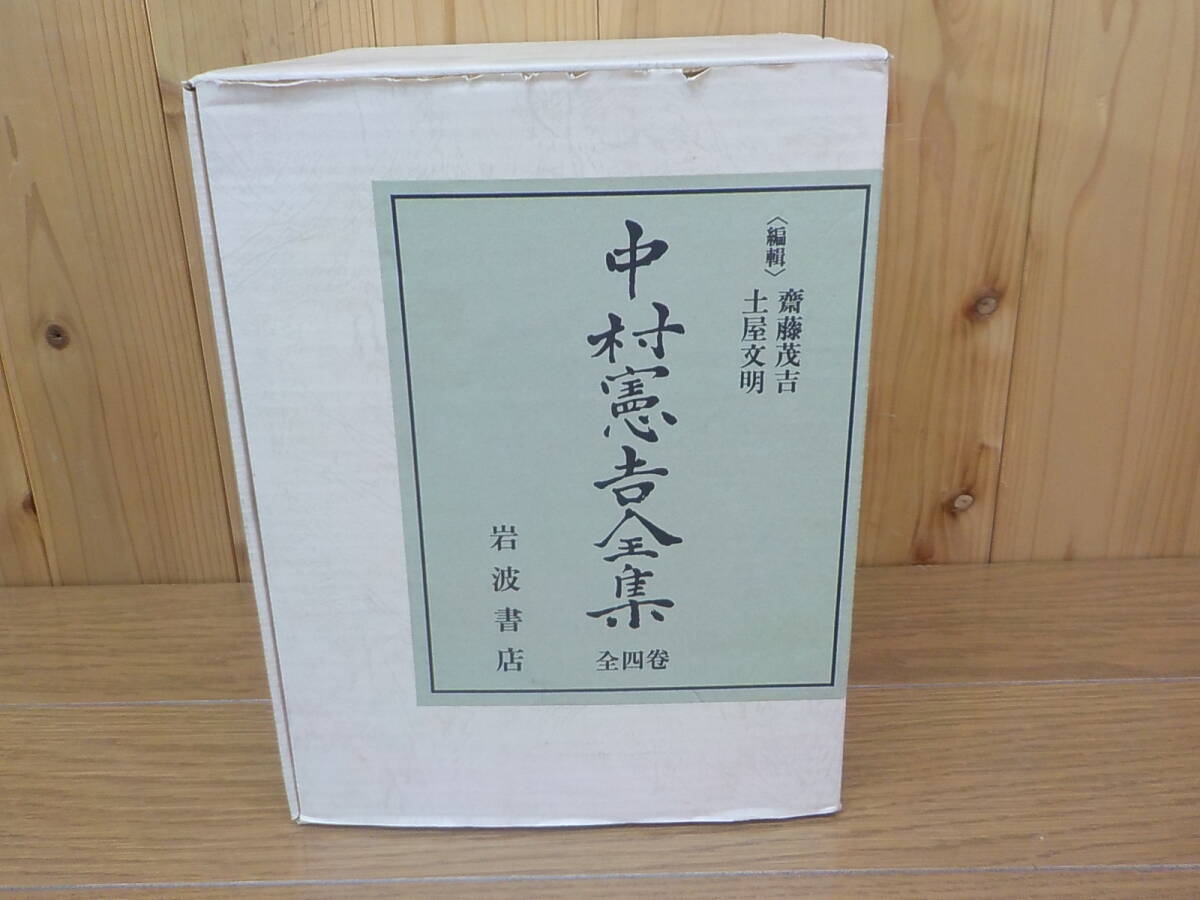 〈編輯〉 齋藤茂吉
土屋文明
中村憲吉全集
全四卷
岩波書店